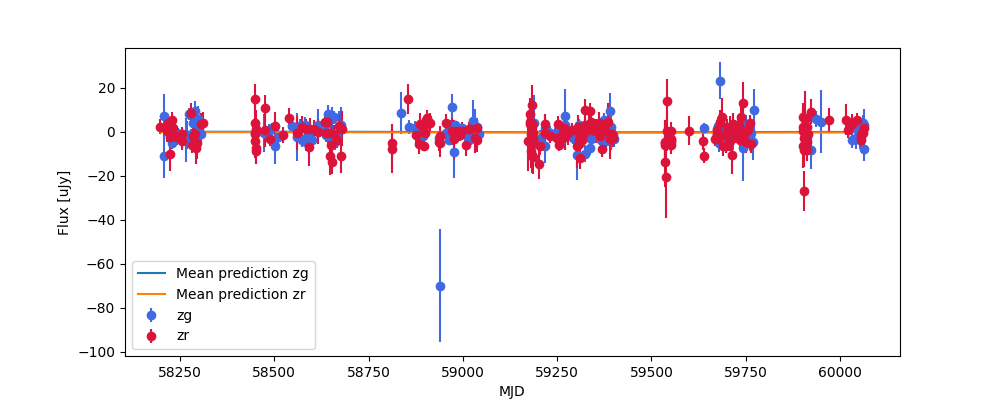 20
0
−20
−40
−60
−80
−100
Flux [uJy]
Mean prediction zg
Mean prediction zr
zg
zr
58250 58500 58750 59000 59250 59500 59750 60000
MJD